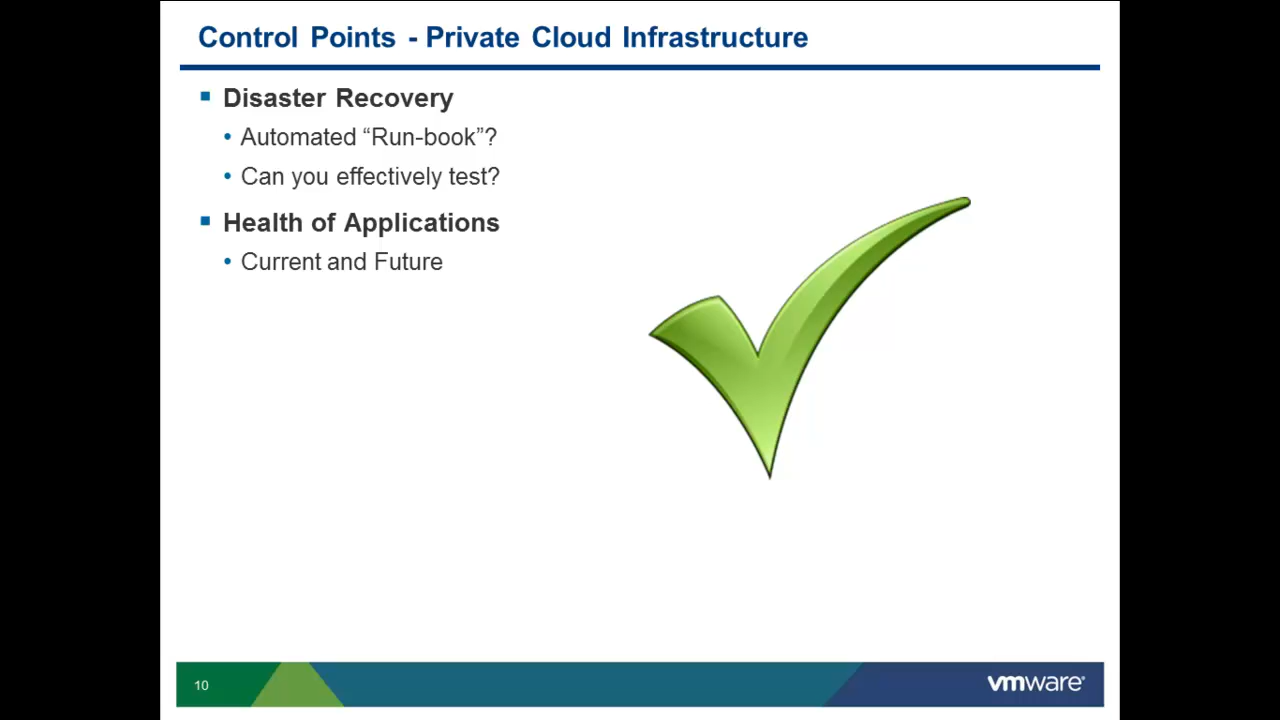 Control Points - Private Cloud Infrastructure
Disaster Recovery
Automated “Run-book”?
Can you effectively test?
Health of Applications
Current and Future
10
vmware®